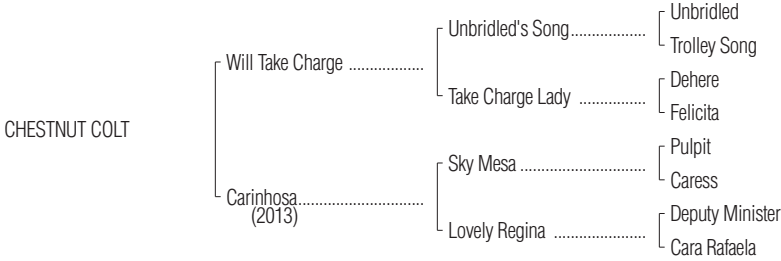 Unbridled
Unbridled's Song..................
Trolley Song
Will Take Charge ..................
Dehere
Take Charge Lady ................
Felicita
CHESTNUT COLT
Pulpit
Sky Mesa ..............................
Caress
Carinhosa..............................
(2013)
Deputy Minister
Lovely Regina ......................
Cara Rafaela